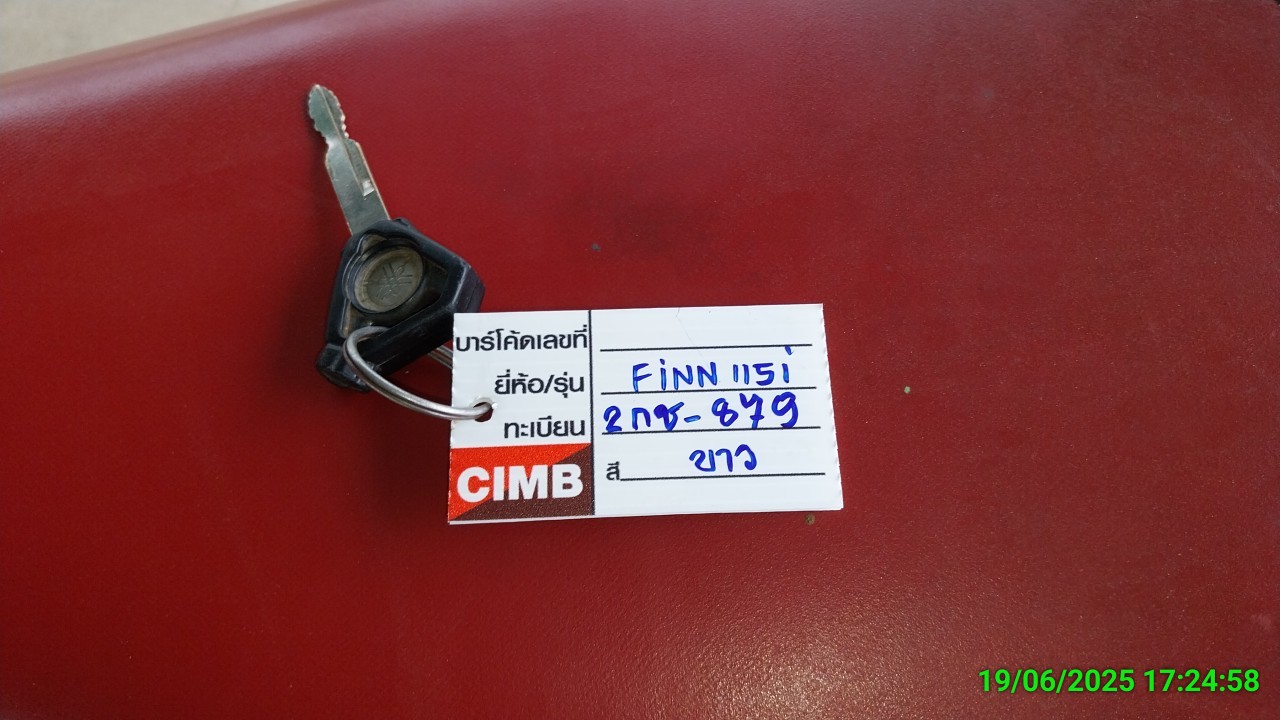 บาร์โค้ดเลขที่
ยี่ห้อ/รุ่น FiNN 115i
ทะเบียน 2กช-879
สี ขาว
CIMB
19/06/2025 17:24:58